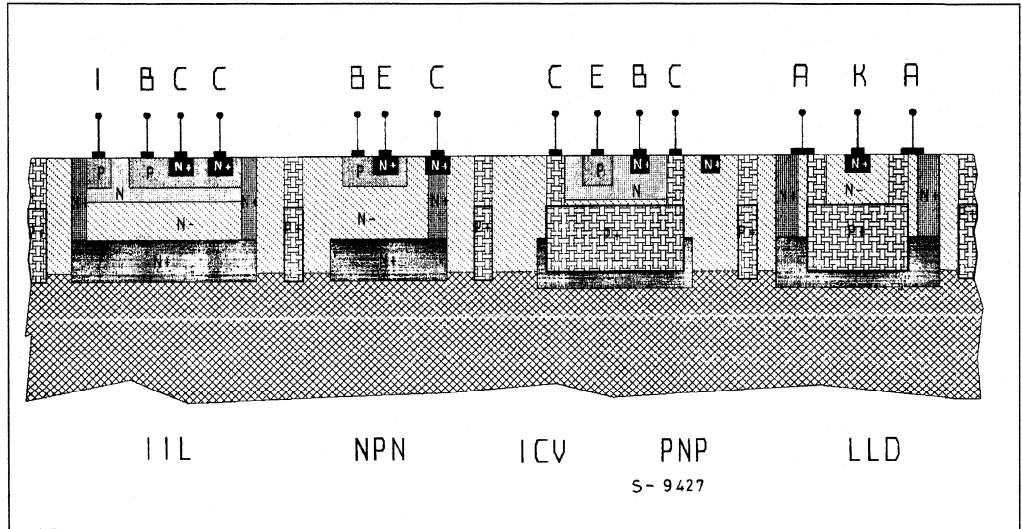 I B C C B E C C E B C A K A
P P N+ N+ P N+ N+ P N+ N+ N+
N N N-
N+ N+ N+ N+
P+ P+ P+ P+ P+ P+
N- N-
N+ N+
IIL NPN ICV PNP LLD
S-9427